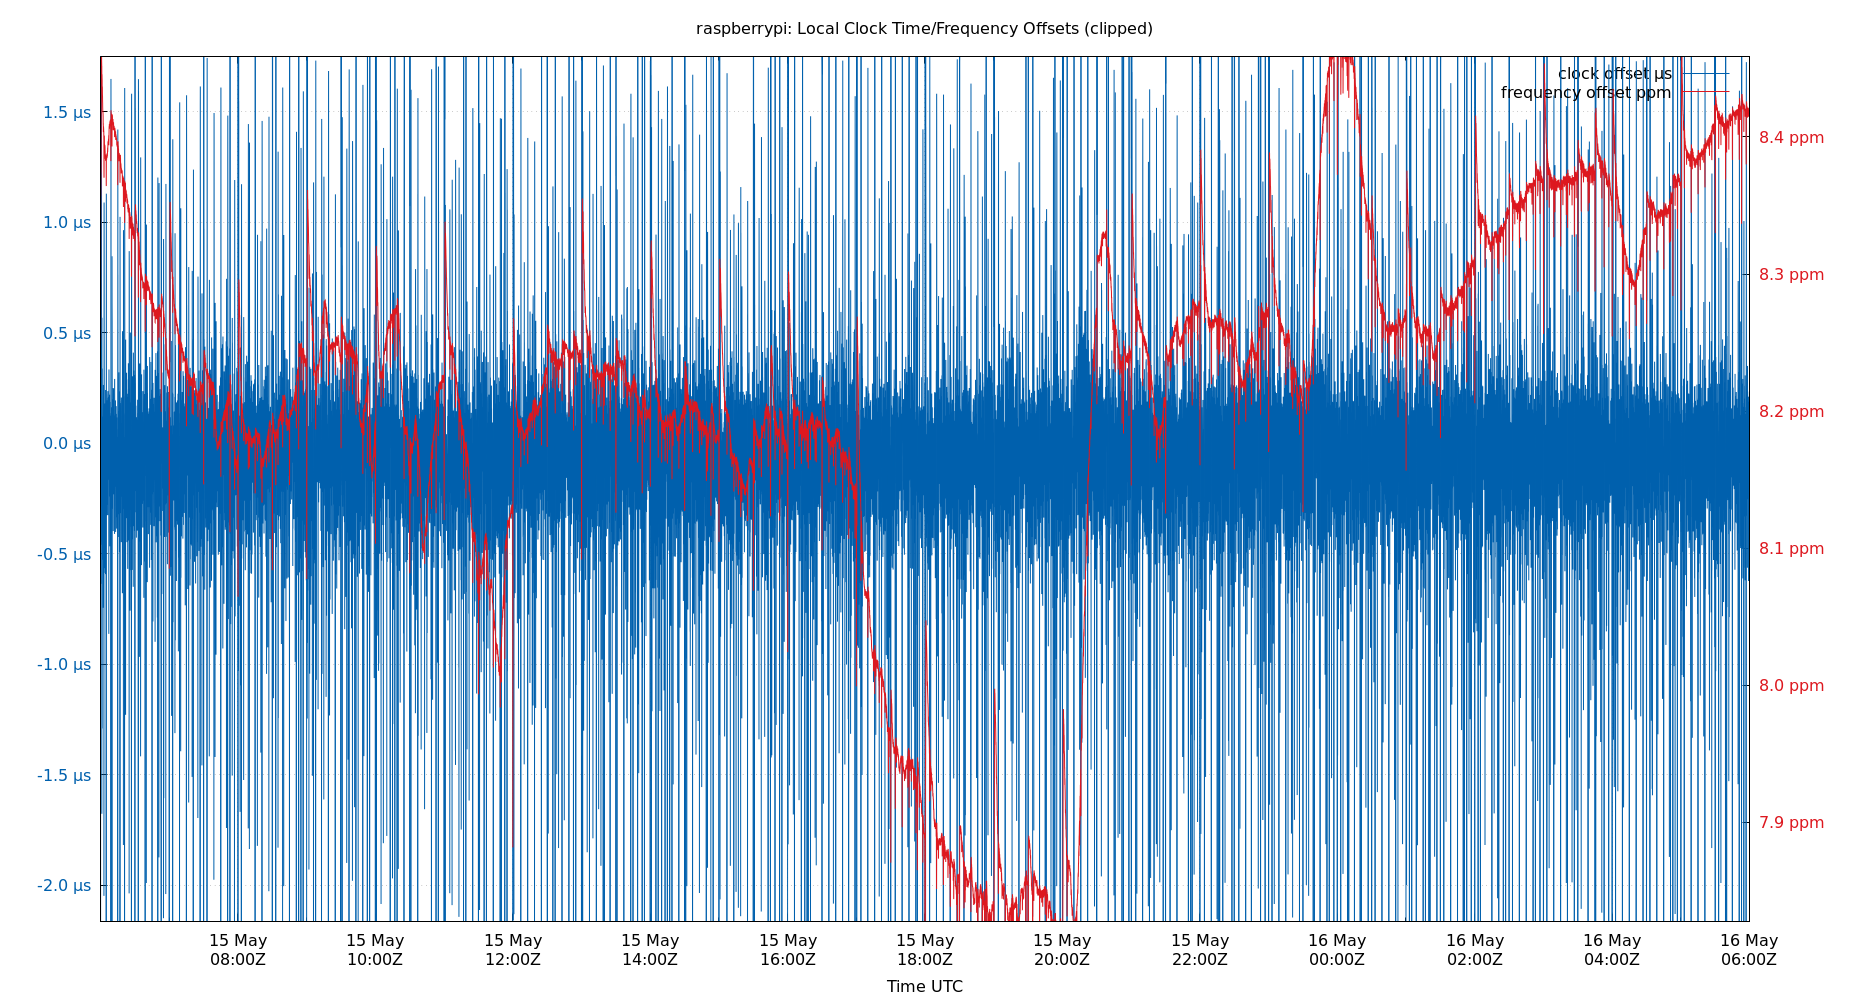 raspberrypi: Local Clock Time/Frequency Offsets (clipped)
clock offset µs
frequency offset ppm
1.5 µs
1.0 µs
0.5 µs
0.0 µs
-0.5 µs
-1.0 µs
-1.5 µs
-2.0 µs
8.4 ppm
8.3 ppm
8.2 ppm
8.1 ppm
8.0 ppm
7.9 ppm
15 May 15 May 15 May 15 May 15 May 15 May 15 May 15 May 16 May 16 May 16 May 16 May
08:00Z 10:00Z 12:00Z 14:00Z 16:00Z 18:00Z 20:00Z 22:00Z 00:00Z 02:00Z 04:00Z 06:00Z
Time UTC